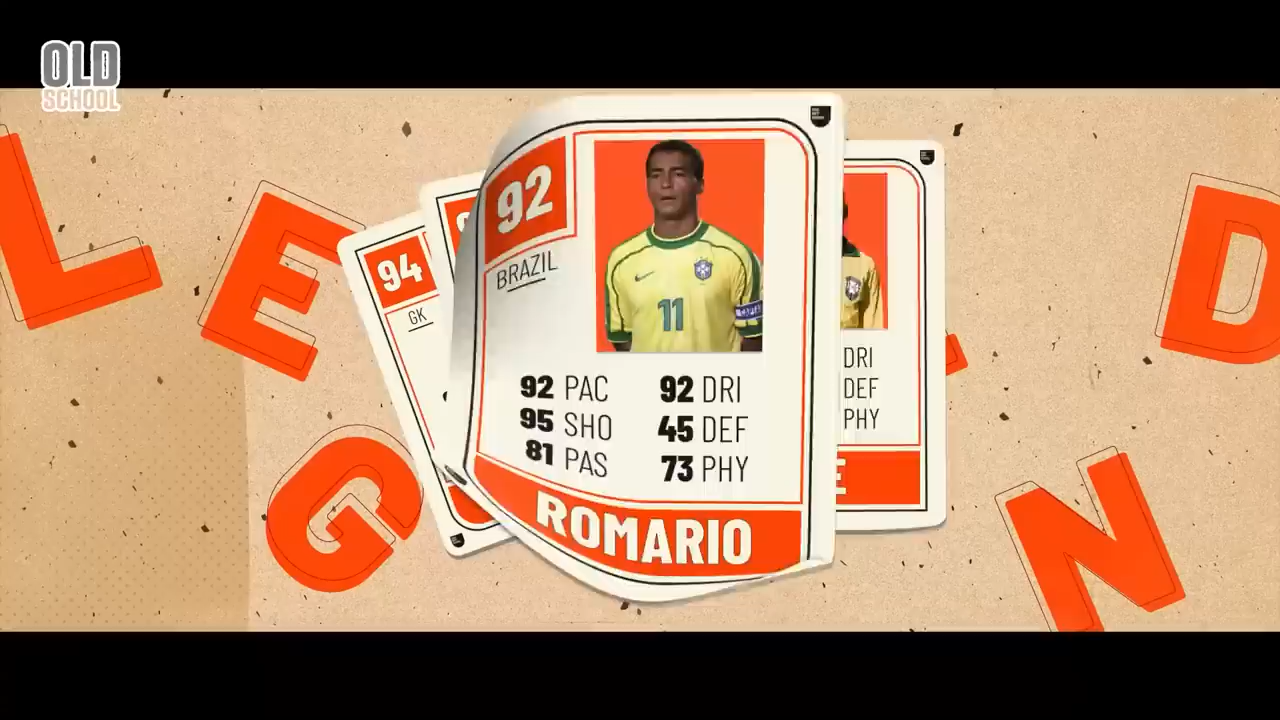 OLD
SCHOOL
L E G E N D
94
GK
92
BRAZIL
11
92 PAC
95 SHO
81 PAS
92 DRI
45 DEF
73 PHY
ROMARIO
DRI
DEF
PHY
E